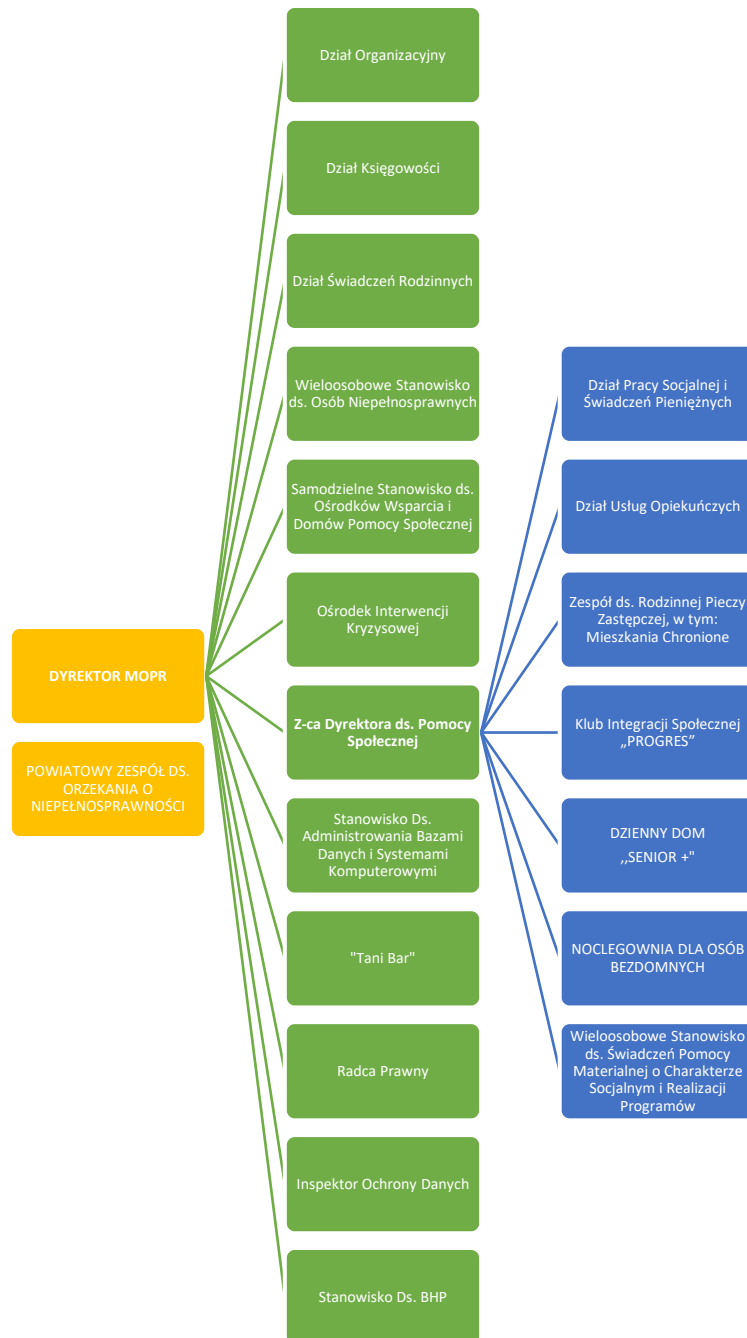 DYREKTOR MOPR
POWIATOWY ZESPÓŁ DS.
ORZEKANIA O
NIEPEŁNOSPRAWNOŚCI
Dział Organizacyjny
Dział Księgowości
Dział Świadczeń Rodzinnych
Wieloosobowe Stanowisko
ds. Osób Niepełnosprawnych
Samodzielne Stanowisko ds.
Ośrodków Wsparcia i
Domów Pomocy Społecznej
Ośrodek Interwencji
Kryzysowej
Z-ca Dyrektora ds. Pomocy
Społecznej
Stanowisko Ds.
Administrowania Bazami
Danych i Systemami
Komputerowymi
"Tani Bar"
Radca Prawny
Inspektor Ochrony Danych
Stanowisko Ds. BHP
Dział Pracy Socjalnej i
Świadczeń Pieniężnych
Dział Usług Opiekuńczych
Zespół ds. Rodzinnej Pieczy
Zastępczej, w tym:
Mieszkania Chronione
Klub Integracji Społecznej
„PROGRES”
DZIENNY DOM
,,SENIOR +"
NOCLEGOWNIA DLA OSÓB
BEZDOMNYCH
Wieloosobowe Stanowisko
ds. Świadczeń Pomocy
Materialnej o Charakterze
Socjalnym i Realizacji
Programów